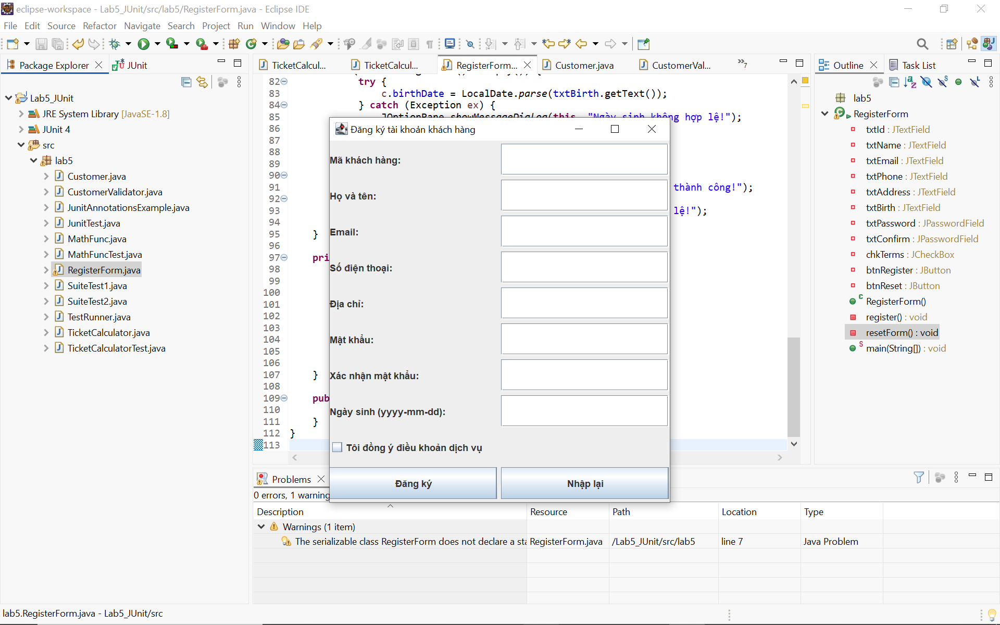 eclipse-workspace - Lab5_JUnit/src/lab5/RegisterForm.java - Eclipse IDE
File Edit Source Refactor Navigate Search Project Run Window Help
Package Explorer
JUnit
Lab5_JUnit
JRE System Library [JavaSE-1.8]
JUnit 4
src
lab5
Customer.java
CustomerValidator.java
JunitAnnotationsExample.java
JunitTest.java
MathFunc.java
MathFuncTest.java
RegisterForm.java
SuiteTest1.java
SuiteTest2.java
TestRunner.java
TicketCalculator.java
TicketCalculatorTest.java
TicketCalcul...
TicketCalcul...
RegisterForm...
Customer.java
CustomerVal...
7
82
83
84
85
86
87
88
89
90
91
92
93
94
95
96
97
98
99
100
101
102
103
104
105
106
107
108
109
110
111
112
113
try {
c.birthDate = LocalDate.parse(txtBirth.getText());
} catch (Exception ex) {
JOptionPane.showMessageDialog(this, "Ngày sinh không hợp lệ!");
thành công!");
lệ!");
}
pri
}
pub
}
}
Đăng ký tài khoản khách hàng
Mã khách hàng:
Họ và tên:
Email:
Số điện thoại:
Địa chỉ:
Mật khẩu:
Xác nhận mật khẩu:
Ngày sinh (yyyy-mm-dd):
Tôi đồng ý điều khoản dịch vụ
Đăng ký
Nhập lại
Outline
Task List
lab5
RegisterForm
txtId : JTextField
txtName : JTextField
txtEmail : JTextField
txtPhone : JTextField
txtAddress : JTextField
txtBirth : JTextField
txtPassword : JPasswordField
txtConfirm : JPasswordField
chkTerms : JCheckBox
btnRegister : JButton
btnReset : JButton
RegisterForm()
register() : void
resetForm() : void
main(String[]) : void
Problems
0 errors, 1 warning
Description Resource Path Location Type
Warnings (1 item)
The serializable class RegisterForm does not declare a sta RegisterForm.java /Lab5_JUnit/src/lab5 line 7 Java Problem
lab5.RegisterForm.java - Lab5_JUnit/src